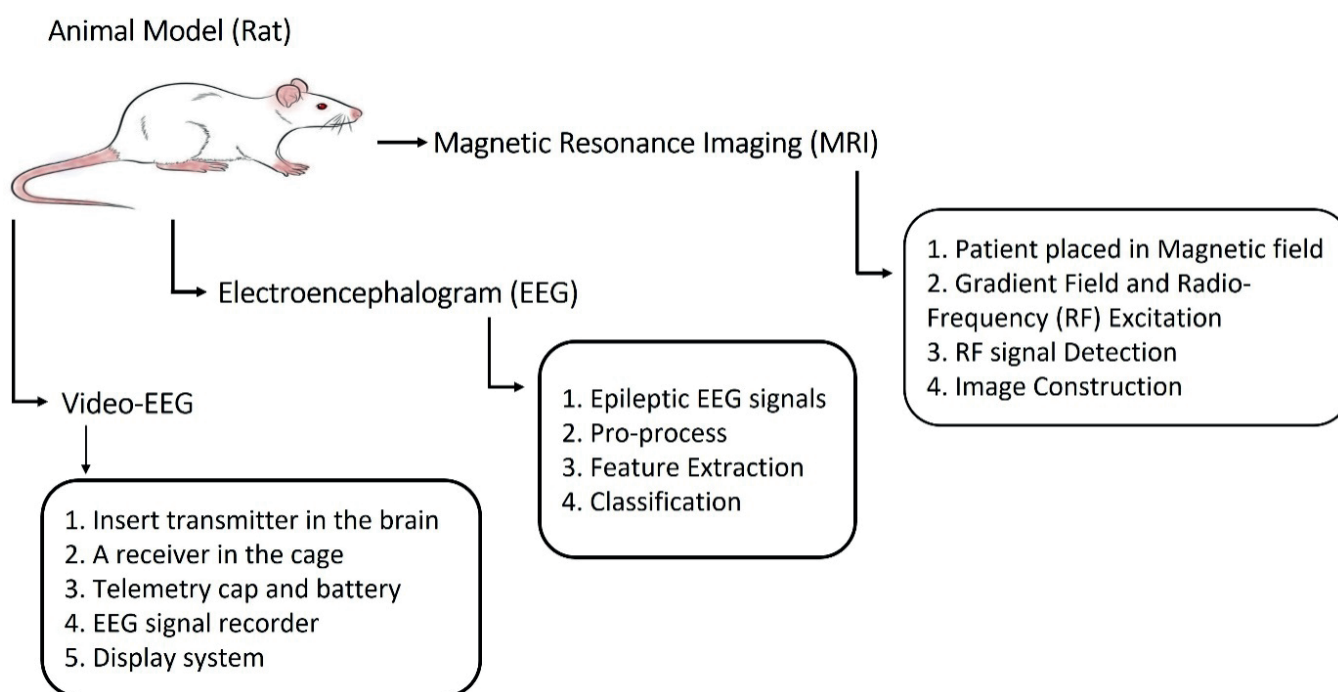 Animal Model (Rat)
Magnetic Resonance Imaging (MRI)
1. Patient placed in Magnetic field
2. Gradient Field and Radio-
Frequency (RF) Excitation
3. RF signal Detection
4. Image Construction
Electroencephalogram (EEG)
1. Epileptic EEG signals
2. Pro-process
3. Feature Extraction
4. Classification
Video-EEG
1. Insert transmitter in the brain
2. A receiver in the cage
3. Telemetry cap and battery
4. EEG signal recorder
5. Display system